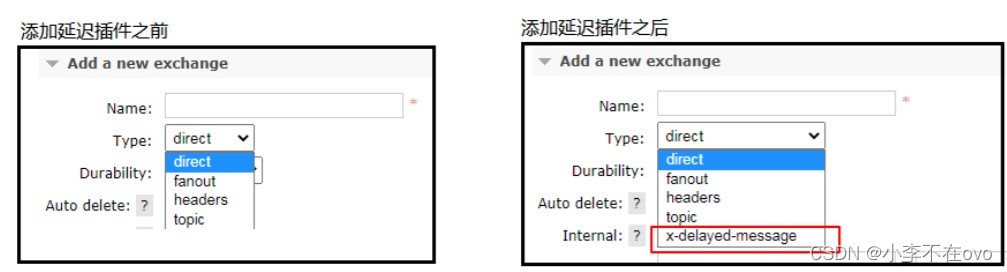 添加延迟插件之前
Add a new exchange
Name:
*
Type:
direct
direct
fanout
headers
topic
Durability:
Auto delete:
?
添加延迟插件之后
Add a new exchange
Name:
*
Type:
direct
direct
fanout
headers
topic
x-delayed-message
Durability:
Auto delete:
?
Internal:
?
CSDN @小李不在ovo